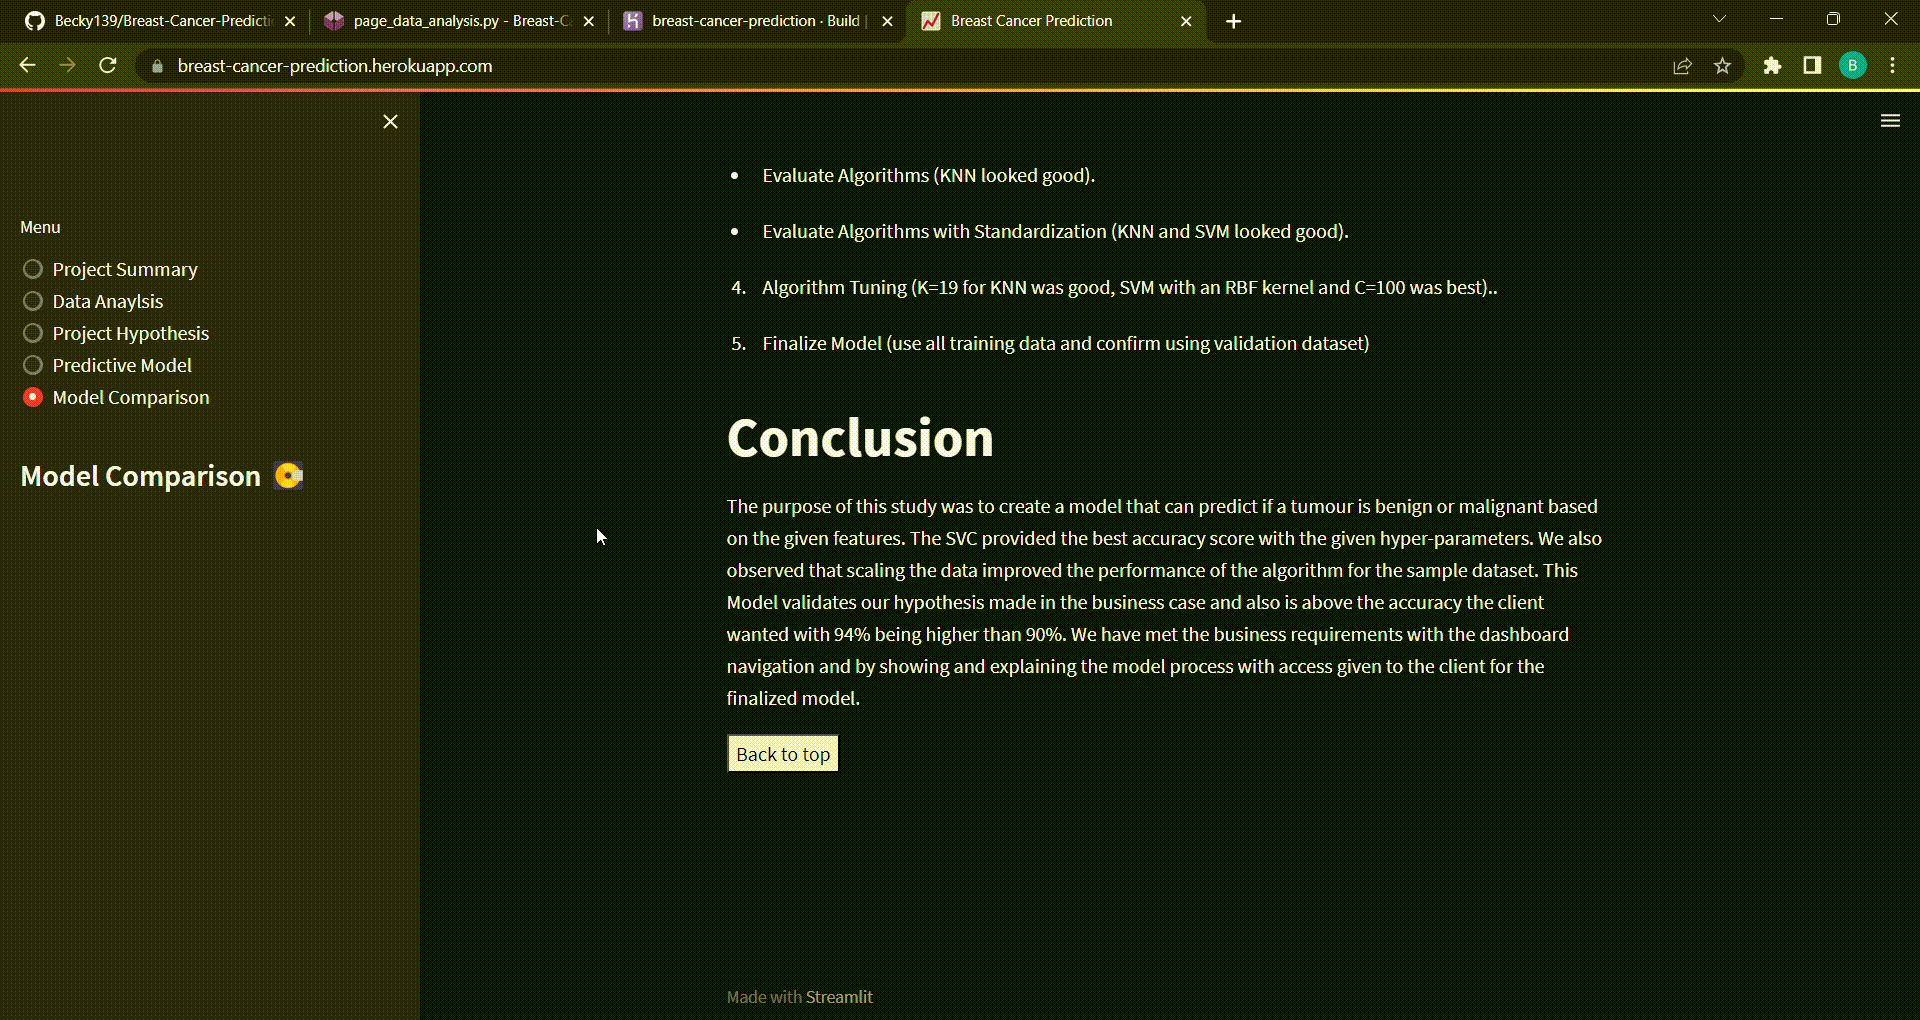 Becky139/Breast-Cancer-Predicti
page_data_analysis.py - Breast-C
breast-cancer-prediction · Build |
Breast Cancer Prediction
breast-cancer-prediction.herokuapp.com
B
Menu
Project Summary
Data Anaylsis
Project Hypothesis
Predictive Model
Model Comparison
Model Comparison
• Evaluate Algorithms (KNN looked good).
• Evaluate Algorithms with Standardization (KNN and SVM looked good).
4. Algorithm Tuning (K=19 for KNN was good, SVM with an RBF kernel and C=100 was best)..
5. Finalize Model (use all training data and confirm using validation dataset)
Conclusion
The purpose of this study was to create a model that can predict if a tumour is benign or malignant based
on the given features. The SVC provided the best accuracy score with the given hyper-parameters. We also
observed that scaling the data improved the performance of the algorithm for the sample dataset. This
Model validates our hypothesis made in the business case and also is above the accuracy the client
wanted with 94% being higher than 90%. We have met the business requirements with the dashboard
navigation and by showing and explaining the model process with access given to the client for the
finalized model.
Back to top
Made with Streamlit